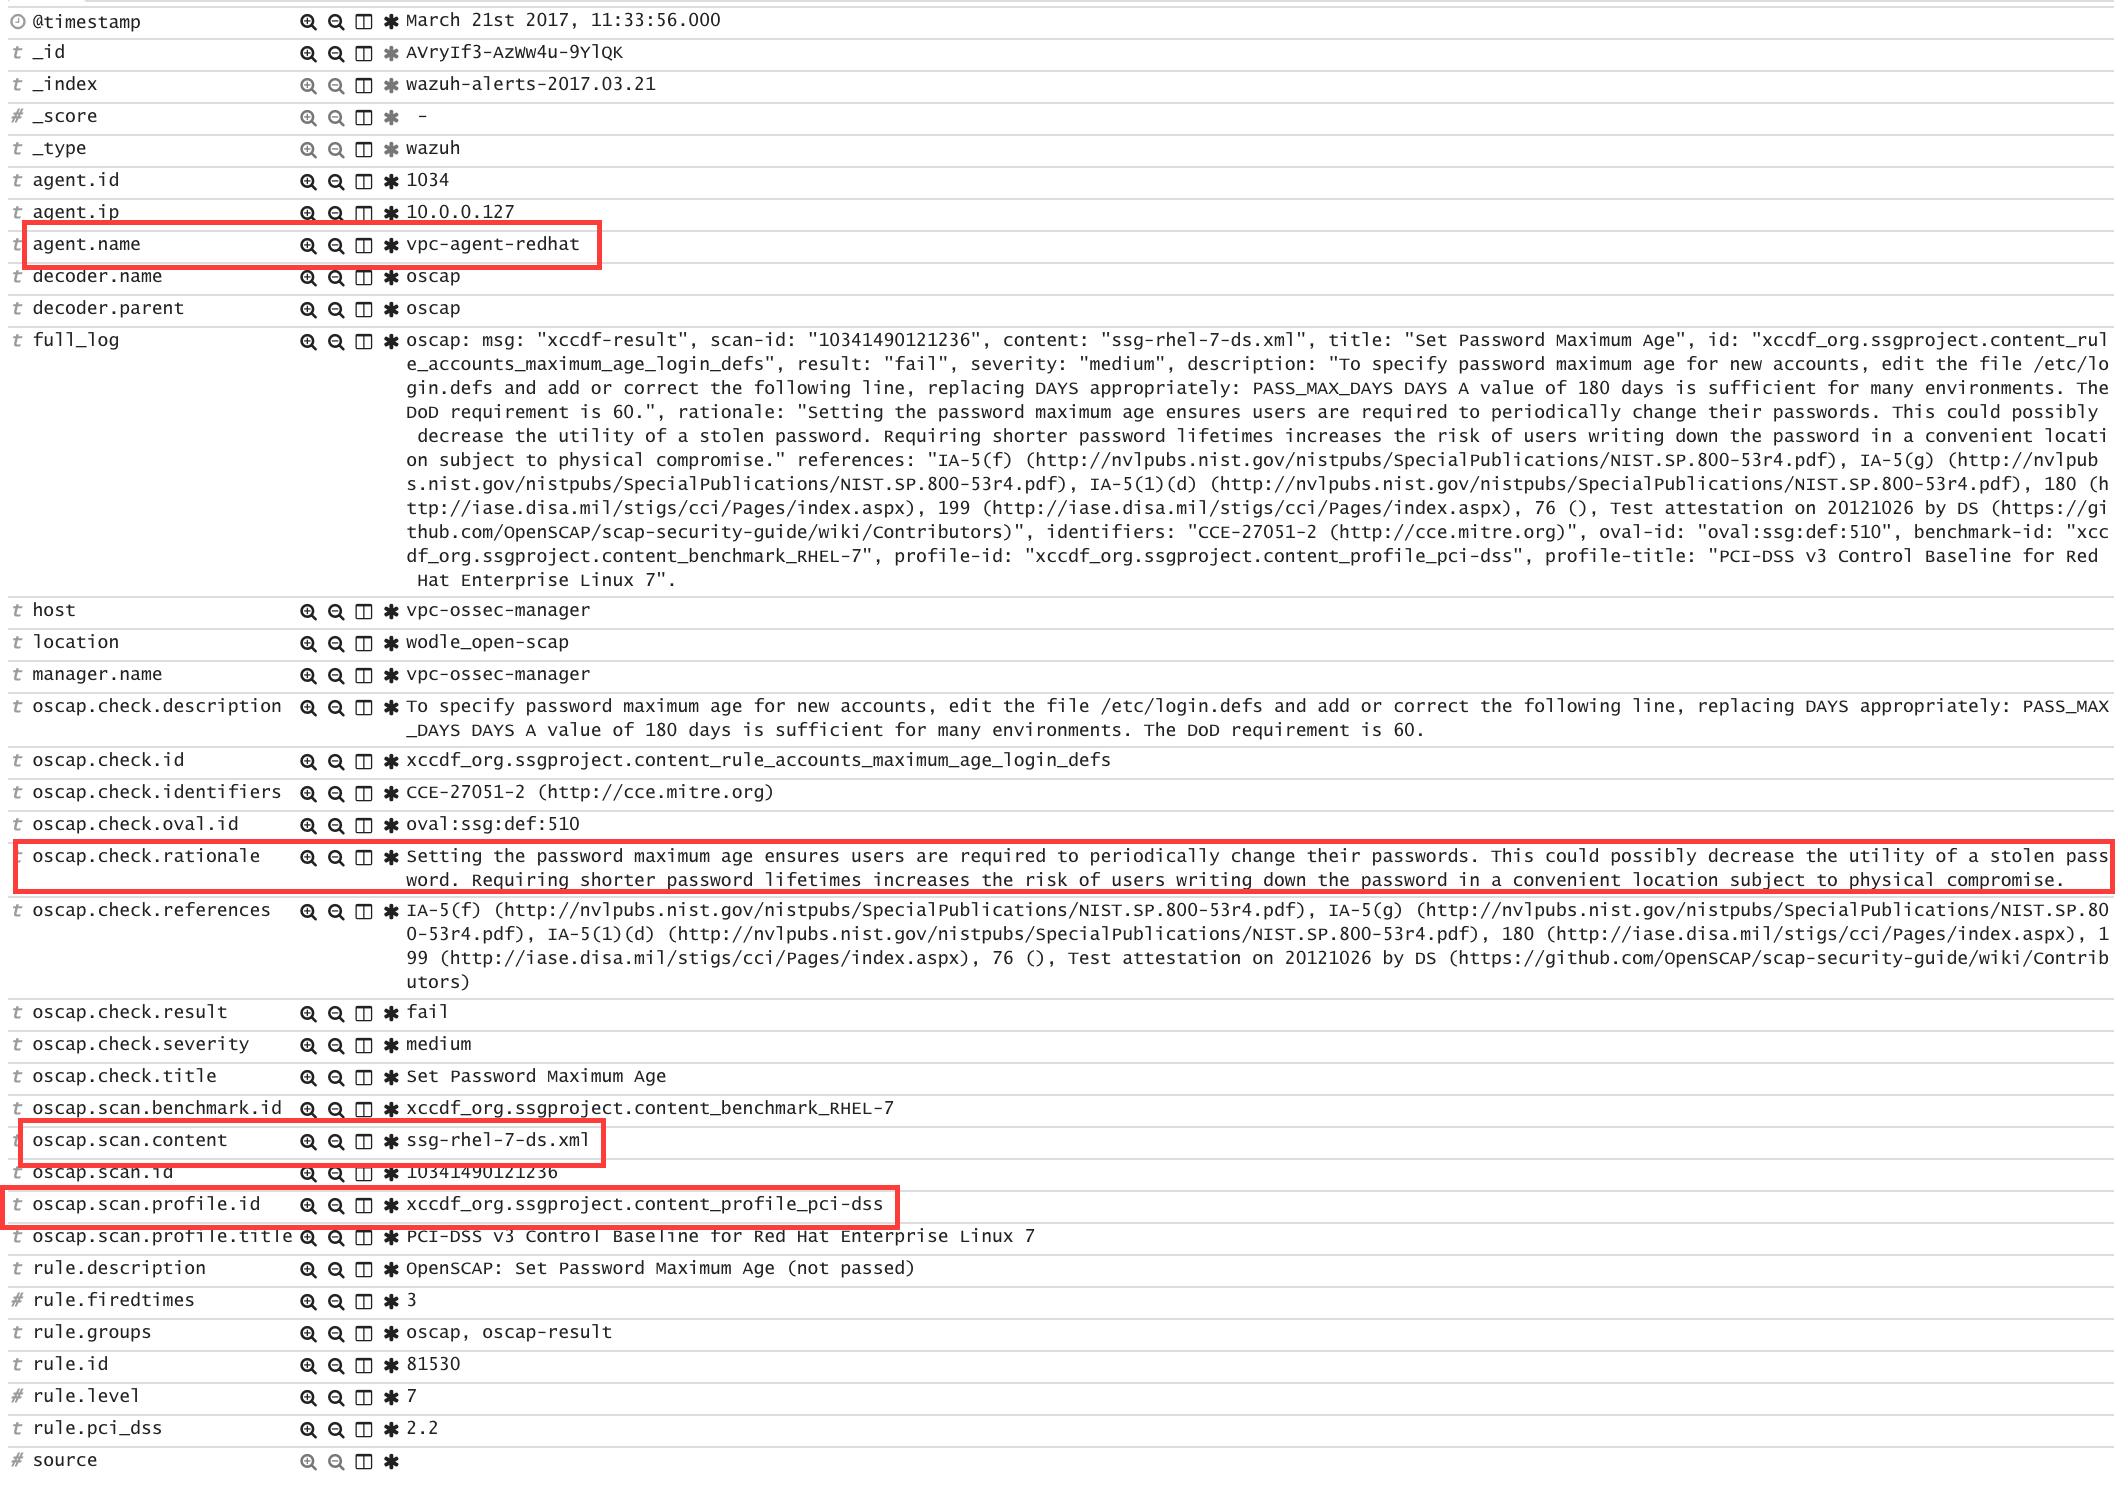 @timestamp March 21st 2017, 11:33:56.000
t _id AVryIf3-AzWw4u-9YlQK
t _index wazuh-alerts-2017.03.21
# _score -
t _type wazuh
t agent.id 1034
t agent.ip 10.0.0.127
t agent.name vpc-agent-redhat
t decoder.name oscap
t decoder.parent oscap
t full_log oscap: msg: "xccdf-result", scan-id: "10341490121236", content: "ssg-rhel-7-ds.xml", title: "Set Password Maximum Age", id: "xccdf_org.ssgproject.content_rul
e_accounts_maximum_age_login_defs", result: "fail", severity: "medium", description: "To specify password maximum age for new accounts, edit the file /etc/lo
gin.defs and add or correct the following line, replacing DAYS appropriately: PASS_MAX_DAYS DAYS A value of 180 days is sufficient for many environments. The
DoD requirement is 60.", rationale: "Setting the password maximum age ensures users are required to periodically change their passwords. This could possibly
decrease the utility of a stolen password. Requiring shorter password lifetimes increases the risk of users writing down the password in a convenient locati
on subject to physical compromise." references: "IA-5(f) (http://nvlpubs.nist.gov/nistpubs/SpecialPublications/NIST.SP.800-53r4.pdf), IA-5(g) (http://nvlpub
s.nist.gov/nistpubs/SpecialPublications/NIST.SP.800-53r4.pdf), IA-5(1)(d) (http://nvlpubs.nist.gov/nistpubs/SpecialPublications/NIST.SP.800-53r4.pdf), 180 (h
ttp://iase.disa.mil/stigs/cci/Pages/index.aspx), 199 (http://iase.disa.mil/stigs/cci/Pages/index.aspx), 76 (), Test attestation on 20121026 by DS (https://gi
thub.com/OpenSCAP/scap-security-guide/wiki/Contributors)", identifiers: "CCE-27051-2 (http://cce.mitre.org)", oval-id: "oval:ssg:def:510", benchmark-id: "xcc
df_org.ssgproject.content_benchmark_RHEL-7", profile-id: "xccdf_org.ssgproject.content_profile_pci-dss", profile-title: "PCI-DSS v3 Control Baseline for Red
Hat Enterprise Linux 7".
t host vpc-ossec-manager
t location wodle_open-scap
t manager.name vpc-ossec-manager
t oscap.check.description To specify password maximum age for new accounts, edit the file /etc/login.defs and add or correct the following line, replacing DAYS appropriately: PASS_MAX
_DAYS DAYS A value of 180 days is sufficient for many environments. The DoD requirement is 60.
t oscap.check.id xccdf_org.ssgproject.content_rule_accounts_maximum_age_login_defs
t oscap.check.identifiers CCE-27051-2 (http://cce.mitre.org)
t oscap.check.oval.id oval:ssg:def:510
t oscap.check.rationale Setting the password maximum age ensures users are required to periodically change their passwords. This could possibly decrease the utility of a stolen pass
word. Requiring shorter password lifetimes increases the risk of users writing down the password in a convenient location subject to physical compromise.
t oscap.check.references IA-5(f) (http://nvlpubs.nist.gov/nistpubs/SpecialPublications/NIST.SP.800-53r4.pdf), IA-5(g) (http://nvlpubs.nist.gov/nistpubs/SpecialPublications/NIST.SP.80
0-53r4.pdf), IA-5(1)(d) (http://nvlpubs.nist.gov/nistpubs/SpecialPublications/NIST.SP.800-53r4.pdf), 180 (http://iase.disa.mil/stigs/cci/Pages/index.aspx), 1
99 (http://iase.disa.mil/stigs/cci/Pages/index.aspx), 76 (), Test attestation on 20121026 by DS (https://github.com/OpenSCAP/scap-security-guide/wiki/Contrib
utors)
t oscap.check.result fail
t oscap.check.severity medium
t oscap.check.title Set Password Maximum Age
t oscap.scan.benchmark.id xccdf_org.ssgproject.content_benchmark_RHEL-7
t oscap.scan.content ssg-rhel-7-ds.xml
t oscap.scan.id 10341490121236
t oscap.scan.profile.id xccdf_org.ssgproject.content_profile_pci-dss
t oscap.scan.profile.title PCI-DSS v3 Control Baseline for Red Hat Enterprise Linux 7
t rule.description OpenSCAP: Set Password Maximum Age (not passed)
# rule.firedtimes 3
t rule.groups oscap, oscap-result
t rule.id 81530
# rule.level 7
t rule.pci_dss 2.2
# source